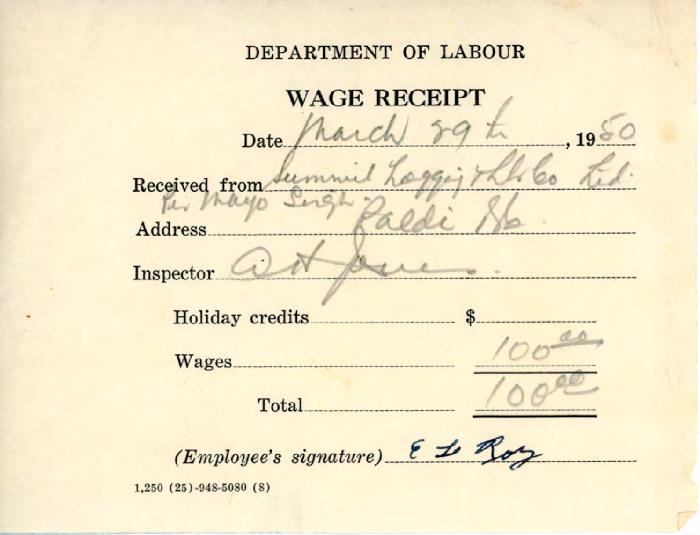 DEPARTMENT OF LABOUR
WAGE RECEIPT
Date March 29th, 1950
Received from Summit Logging & Lbr Co Ltd.
Per Mayo Singh
Address Paldi BC.
Inspector A H Jones.
Holiday credits $
Wages 100 00
Total 100 00
(Employee's signature) E L Roy
1,250 (25)-948-5080 (8)